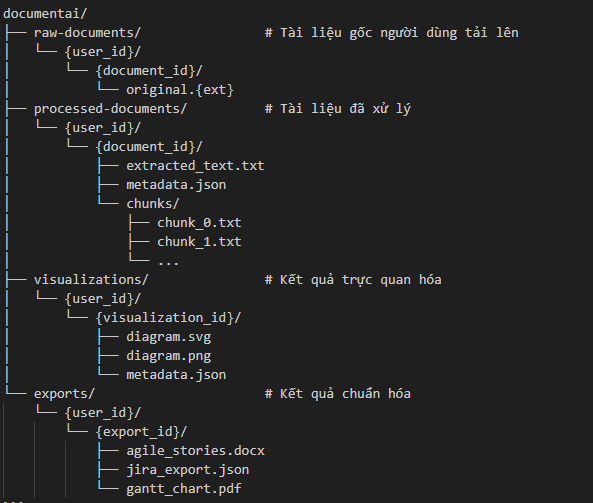 documentai/
├── raw-documents/               # Tài liệu gốc người dùng tải lên
│   └── {user_id}/
│       └── {document_id}/
│           └── original.{ext}
├── processed-documents/         # Tài liệu đã xử lý
│   └── {user_id}/
│       └── {document_id}/
│           ├── extracted_text.txt
│           ├── metadata.json
│           └── chunks/
│               ├── chunk_0.txt
│               ├── chunk_1.txt
│               └── ...
├── visualizations/              # Kết quả trực quan hóa
│   └── {user_id}/
│       └── {visualization_id}/
│           ├── diagram.svg
│           ├── diagram.png
│           └── metadata.json
└── exports/                     # Kết quả chuẩn hóa
    └── {user_id}/
        └── {export_id}/
            ├── agile_stories.docx
            ├── jira_export.json
            └── gantt_chart.pdf